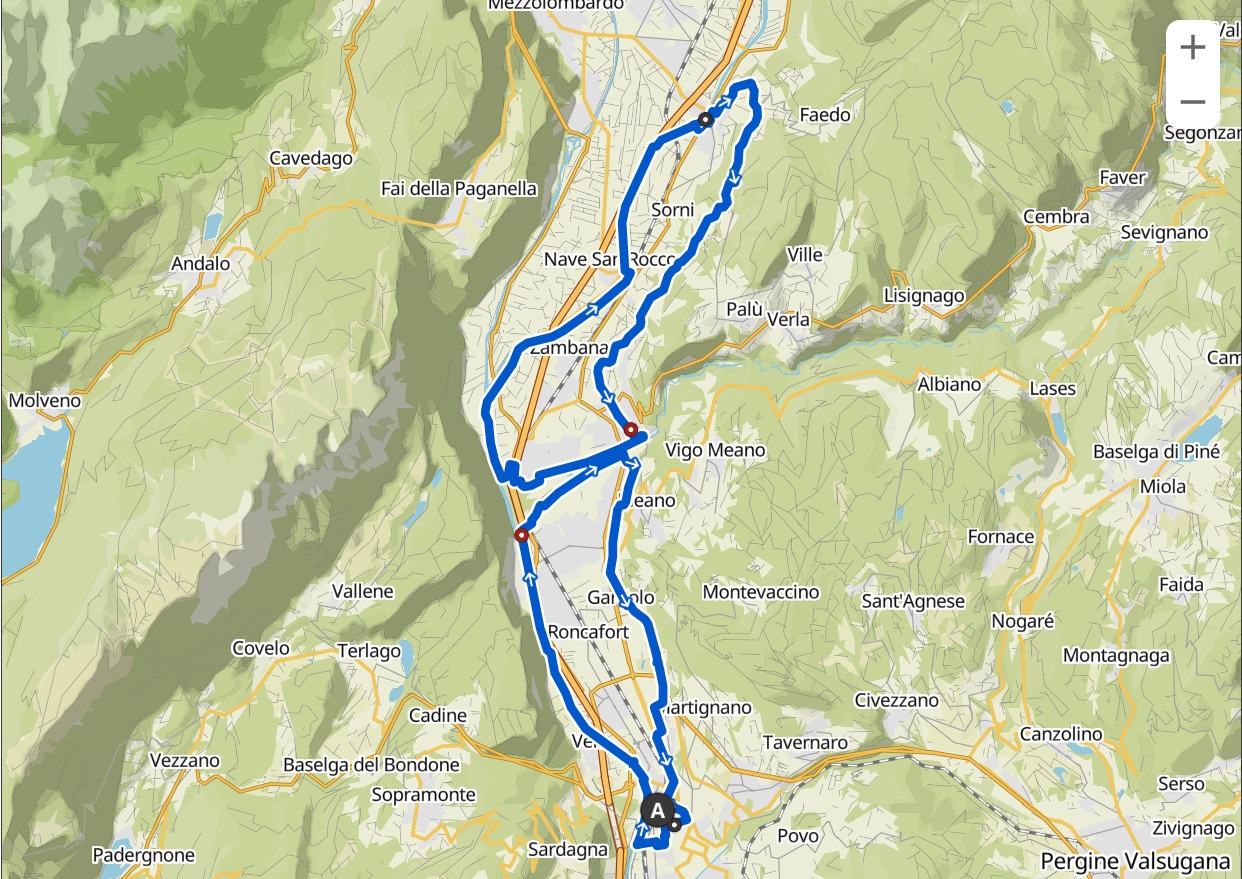 Mezzolombardo
Val
Faedo
Segonzan
Cavedago
Fai della Paganella
Faver
Sorni
Cembra
Sevignano
Nave San Rocco
Ville
Andalo
Lisignago
Palù
Verla
Zambana
Cam
Albiano
Lases
Molveno
Vigo Meano
Baselga di Piné
Miola
eano
Fornace
Vallene
Gardolo
Montevaccino
Sant'Agnese
Faida
Nogaré
Roncafort
Covelo
Terlago
Montagnaga
Civezzano
artignano
Cadine
Canzolino
Ve
Tavernaro
Vezzano
Baselga del Bondone
Serso
Sopramonte
A
Zivignago
Povo
Sardagna
Padergnone
Pergine Valsugana